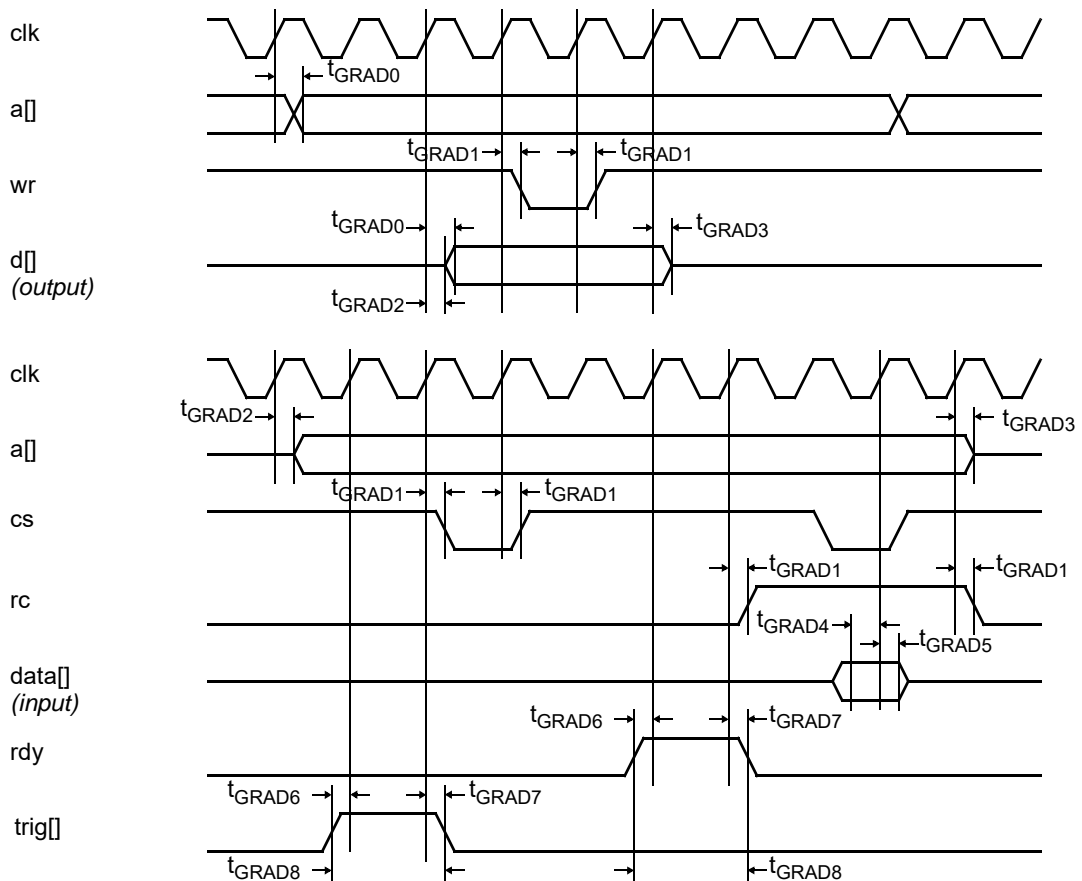 clk
tGRAD0
a[]
tGRAD1 tGRAD1
wr
tGRAD0 tGRAD3
d[]
(output)
tGRAD2
clk
tGRAD2 tGRAD3
a[]
tGRAD1 tGRAD1
cs
tGRAD1 tGRAD1
rc
tGRAD4
tGRAD5
data[]
(input)
tGRAD6 tGRAD7
rdy
tGRAD6 tGRAD7
trig[]
tGRAD8 tGRAD8